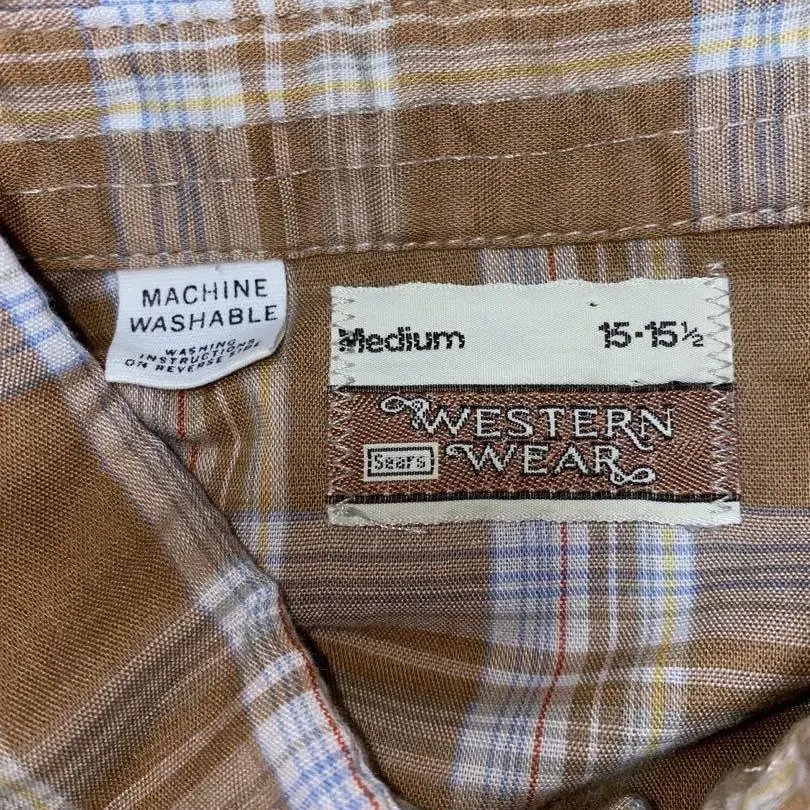 MACHINE
WASHABLE
WASHING
INSTRUCTIONS
ON REVERSE SIDE
Medium 15-15½
WESTERN
Sears WEAR